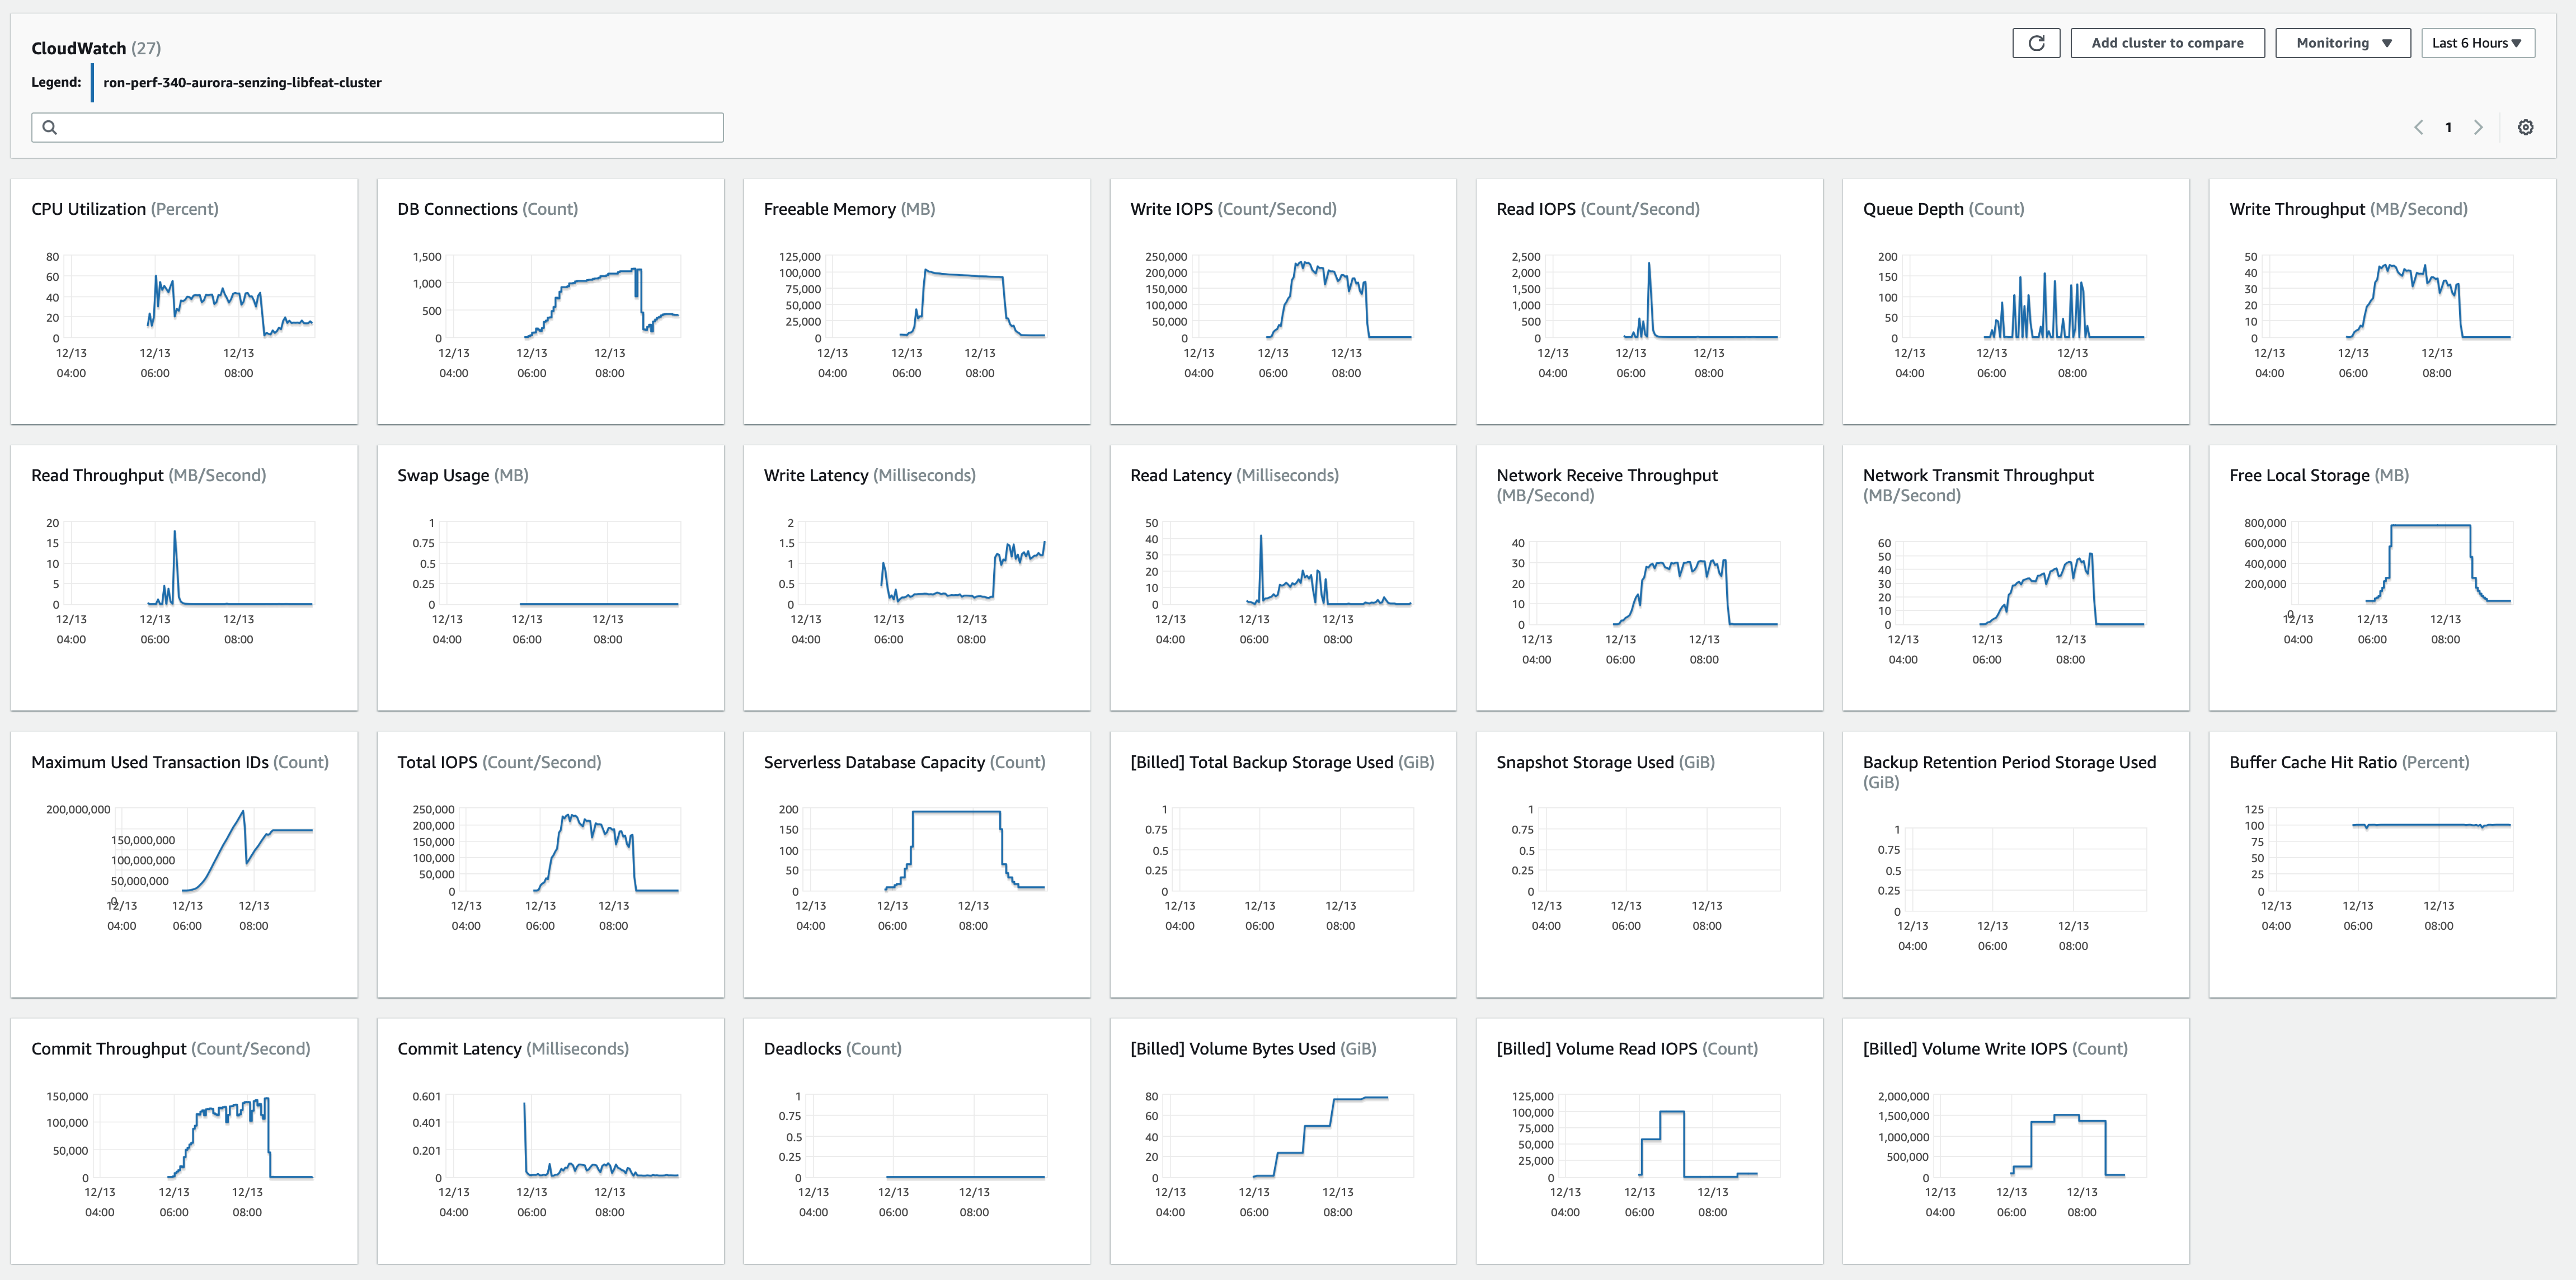 CloudWatch (27)
Add cluster to compare
Monitoring
Last 6 Hours
Legend:
ron-perf-340-aurora-senzing-libfeat-cluster
1
CPU Utilization (Percent)
80
60
40
20
0
12/13 12/13 12/13
04:00 06:00 08:00
DB Connections (Count)
1,500
1,000
500
0
12/13 12/13 12/13
04:00 06:00 08:00
Freeable Memory (MB)
125,000
100,000
75,000
50,000
25,000
0
12/13 12/13 12/13
04:00 06:00 08:00
Write IOPS (Count/Second)
250,000
200,000
150,000
100,000
50,000
0
12/13 12/13 12/13
04:00 06:00 08:00
Read IOPS (Count/Second)
2,500
2,000
1,500
1,000
500
0
12/13 12/13 12/13
04:00 06:00 08:00
Queue Depth (Count)
200
150
100
50
0
12/13 12/13 12/13
04:00 06:00 08:00
Write Throughput (MB/Second)
50
40
30
20
10
0
12/13 12/13 12/13
04:00 06:00 08:00
Read Throughput (MB/Second)
20
15
10
5
0
12/13 12/13 12/13
04:00 06:00 08:00
Swap Usage (MB)
1
0.75
0.5
0.25
0
12/13 12/13 12/13
04:00 06:00 08:00
Write Latency (Milliseconds)
2
1.5
1
0.5
0
12/13 12/13 12/13
04:00 06:00 08:00
Read Latency (Milliseconds)
50
40
30
20
10
0
12/13 12/13 12/13
04:00 06:00 08:00
Network Receive Throughput
(MB/Second)
40
30
20
10
0
12/13 12/13 12/13
04:00 06:00 08:00
Network Transmit Throughput
(MB/Second)
60
50
40
30
20
10
0
12/13 12/13 12/13
04:00 06:00 08:00
Free Local Storage (MB)
800,000
600,000
400,000
200,000
0
12/13 12/13 12/13
04:00 06:00 08:00
Maximum Used Transaction IDs (Count)
200,000,000
150,000,000
100,000,000
50,000,000
0
12/13 12/13 12/13
04:00 06:00 08:00
Total IOPS (Count/Second)
250,000
200,000
150,000
100,000
50,000
0
12/13 12/13 12/13
04:00 06:00 08:00
Serverless Database Capacity (Count)
200
150
100
50
0
12/13 12/13 12/13
04:00 06:00 08:00
[Billed] Total Backup Storage Used (GiB)
1
0.75
0.5
0.25
0
12/13 12/13 12/13
04:00 06:00 08:00
Snapshot Storage Used (GiB)
1
0.75
0.5
0.25
0
12/13 12/13 12/13
04:00 06:00 08:00
Backup Retention Period Storage Used
(GiB)
1
0.75
0.5
0.25
0
12/13 12/13 12/13
04:00 06:00 08:00
Buffer Cache Hit Ratio (Percent)
125
100
75
50
25
0
12/13 12/13 12/13
04:00 06:00 08:00
Commit Throughput (Count/Second)
150,000
100,000
50,000
0
12/13 12/13 12/13
04:00 06:00 08:00
Commit Latency (Milliseconds)
0.601
0.401
0.201
0
12/13 12/13 12/13
04:00 06:00 08:00
Deadlocks (Count)
1
0.75
0.5
0.25
0
12/13 12/13 12/13
04:00 06:00 08:00
[Billed] Volume Bytes Used (GiB)
80
60
40
20
0
12/13 12/13 12/13
04:00 06:00 08:00
[Billed] Volume Read IOPS (Count)
125,000
100,000
75,000
50,000
25,000
0
12/13 12/13 12/13
04:00 06:00 08:00
[Billed] Volume Write IOPS (Count)
2,000,000
1,500,000
1,000,000
500,000
0
12/13 12/13 12/13
04:00 06:00 08:00